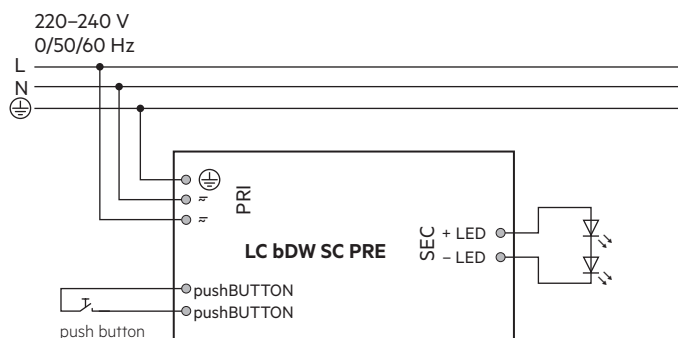 220–240 V
0/50/60 Hz
L
N
PRI
LC bDW SC PRE
SEC
+ LED
– LED
pushBUTTON
pushBUTTON
push button